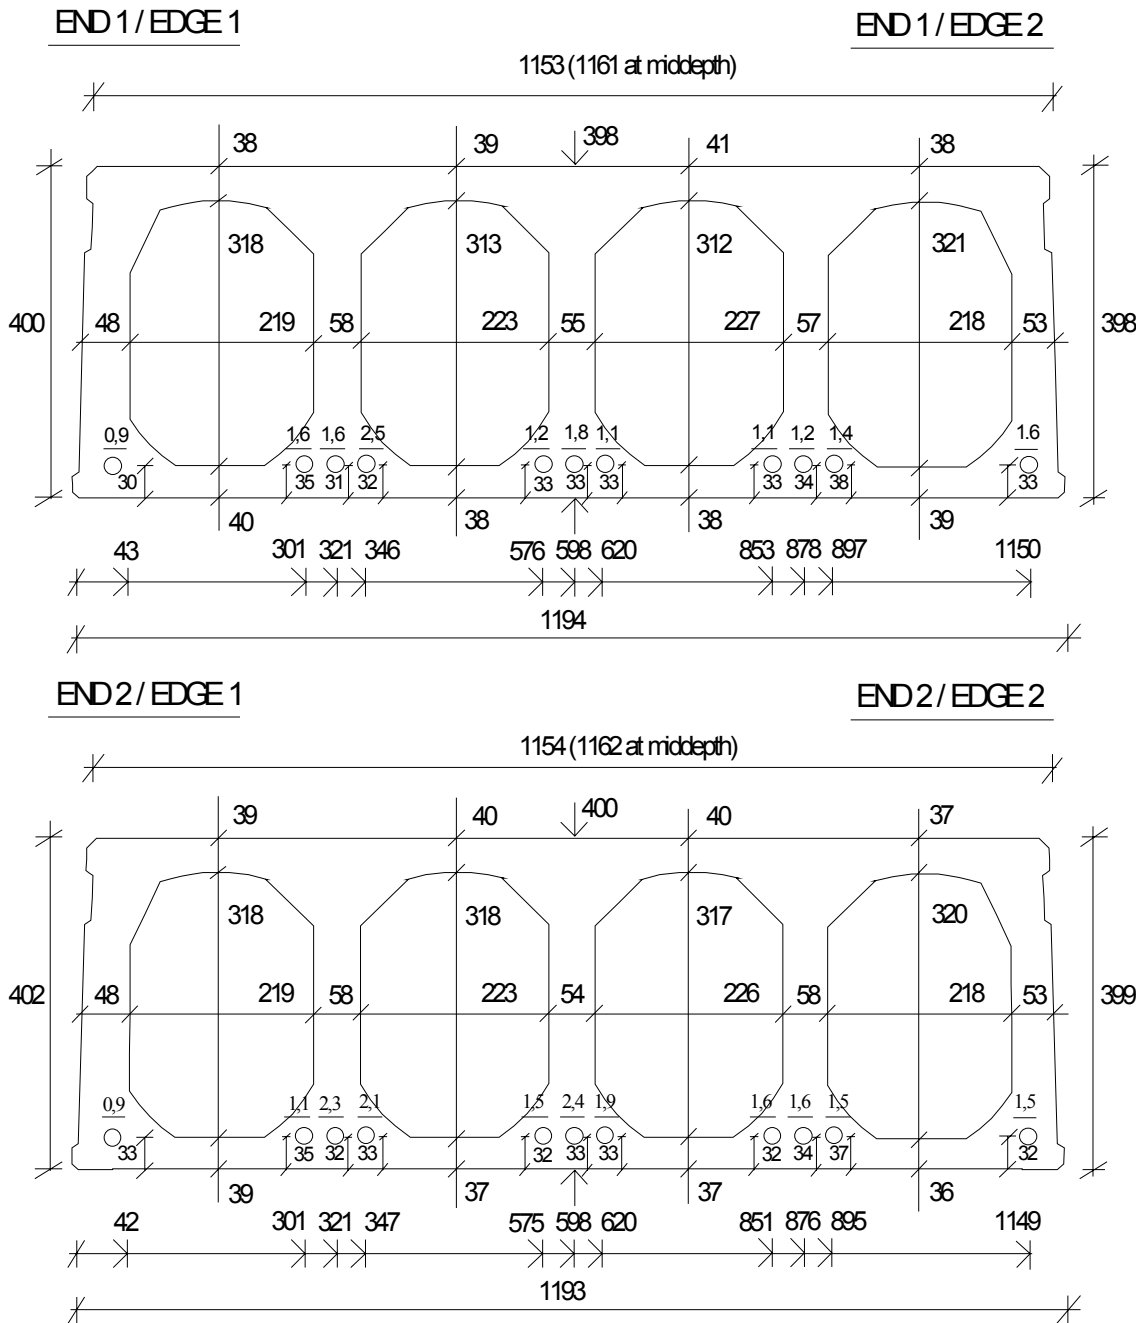 END 1 / EDGE 1 END 1 / EDGE 2
1153 (1161 at middepth)
38 39 398 41 38
318 313 312 321
400 48 219 58 223 55 227 57 218 53 398
0,9 1,6 1,6 2,5 1,2 1,8 1,1 1,1 1,2 1,4 1.6
30 35 31 32 33 33 33 33 34 38 33
40 38 38 39
43 301 321 346 576 598 620 853 878 897 1150
1194
END 2 / EDGE 1 END 2 / EDGE 2
1154 (1162 at middepth)
39 40 400 40 37
318 318 317 320
402 48 219 58 223 54 226 58 218 53 399
0,9 1,1 2,3 2,1 1,5 2,4 1,9 1,6 1,6 1,5 1,5
33 35 32 33 32 33 33 32 34 37 32
39 37 37 36
42 301 321 347 575 598 620 851 876 895 1149
1193